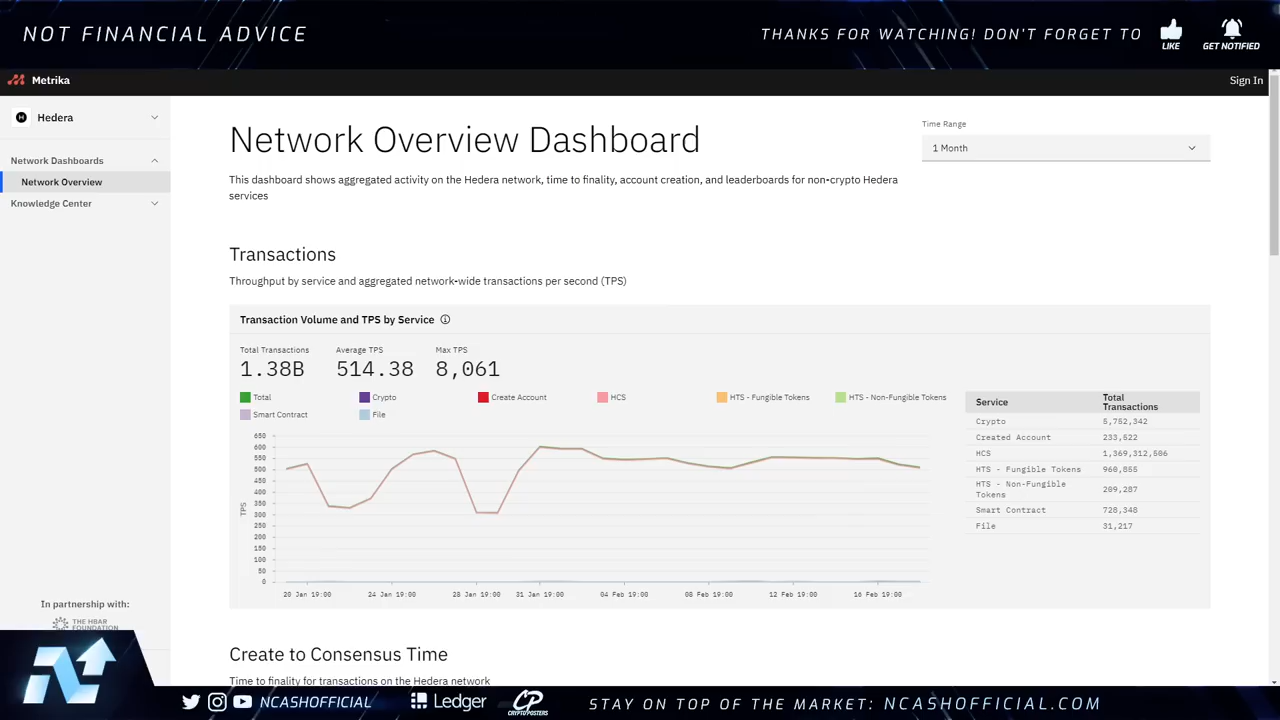 NOT FINANCIAL ADVICE
THANKS FOR WATCHING! DON'T FORGET TO
LIKE
GET NOTIFIED
Metrika
Sign In
Hedera
Network Dashboards
Network Overview
Knowledge Center
Network Overview Dashboard
This dashboard shows aggregated activity on the Hedera network, time to finality, account creation, and leaderboards for non-crypto Hedera
services
Time Range
1 Month
Transactions
Throughput by service and aggregated network-wide transactions per second (TPS)
Transaction Volume and TPS by Service
Total Transactions
1.38B
Average TPS
514.38
Max TPS
8,061
Total
Crypto
Create Account
HCS
HTS - Fungible Tokens
HTS - Non-Fungible Tokens
Smart Contract
File
TPS
650
600
550
500
450
400
350
300
250
200
150
100
50
0
20 Jan 19:00
24 Jan 19:00
28 Jan 19:00
31 Jan 19:00
04 Feb 19:00
08 Feb 19:00
12 Feb 19:00
16 Feb 19:00
Service Total
Transactions
Crypto 5,752,342
Created Account 233,522
HCS 1,369,312,506
HTS - Fungible Tokens 960,855
HTS - Non-Fungible
Tokens 209,287
Smart Contract 728,348
File 31,217
Create to Consensus Time
Time to finality for transactions on the Hedera network
In partnership with:
THE HBAR
FOUNDATION
NCASHOFFICIAL
Ledger
CRYPTOPOSTERS
STAY ON TOP OF THE MARKET: NCASHOFFICIAL.COM